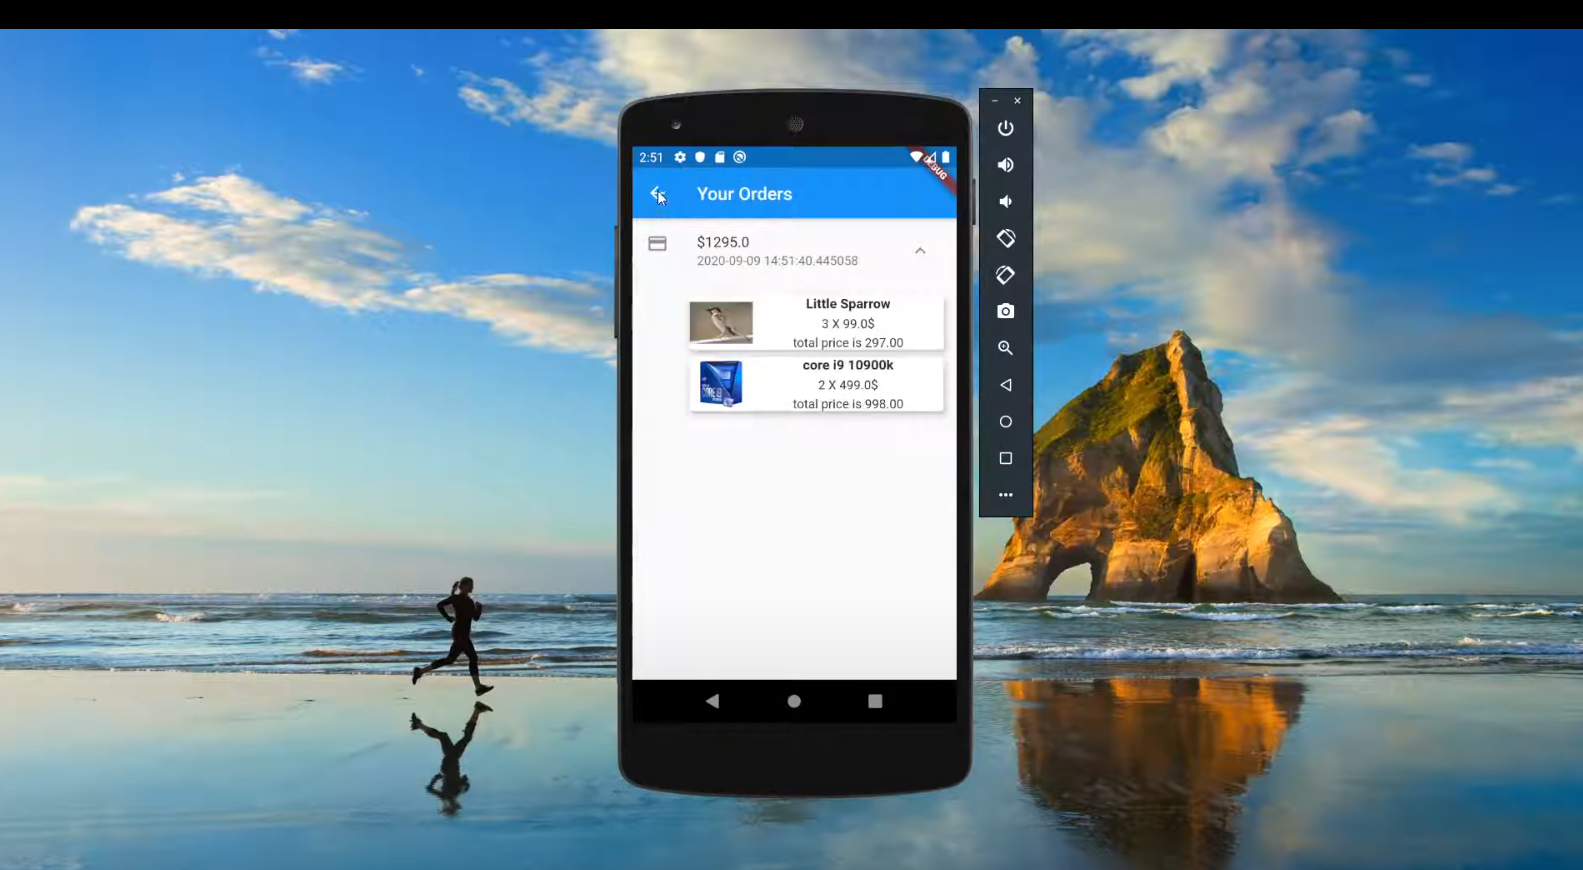 2:51
DEBUG
Your Orders
$1295.0
2020-09-09 14:51:40.445058
Little Sparrow
3 X 99.0$
total price is 297.00
core i9 10900k
2 X 499.0$
total price is 998.00